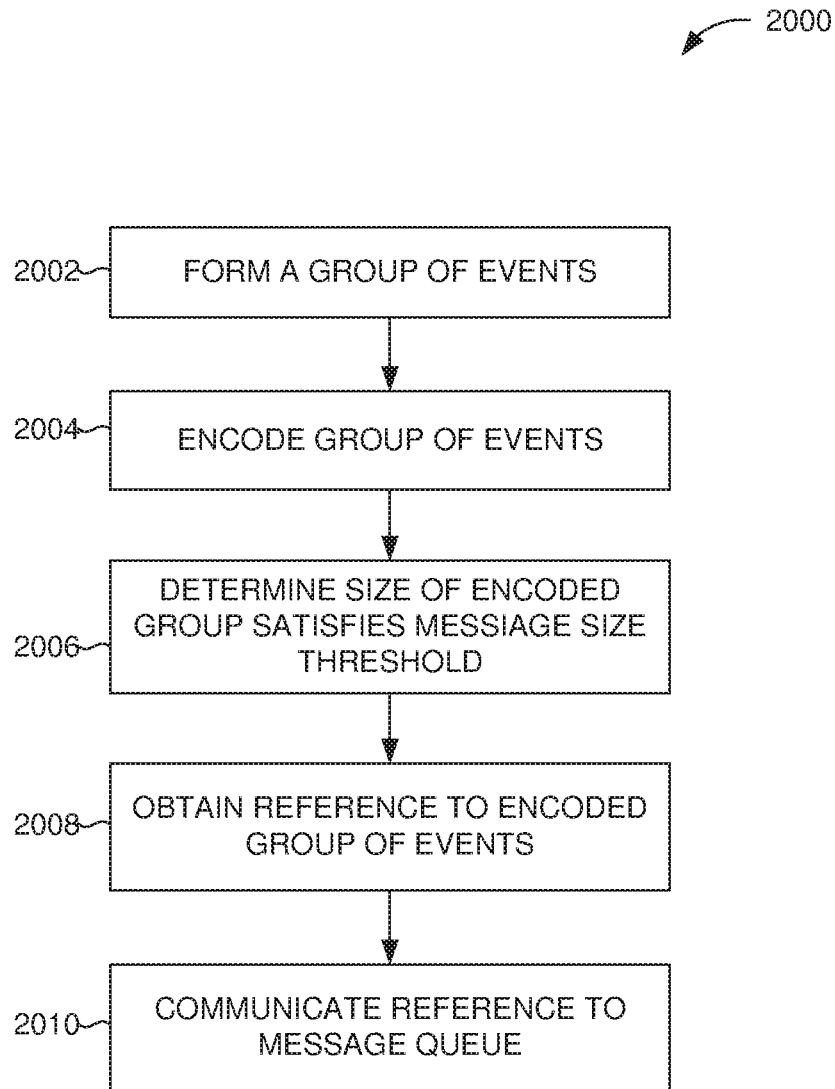 2000
2002
FORM A GROUP OF EVENTS
2004
ENCODE GROUP OF EVENTS
2006
DETERMINE SIZE OF ENCODED
GROUP SATISFIES MESSIAGE SIZE
THRESHOLD
2008
OBTAIN REFERENCE TO ENCODED
GROUP OF EVENTS
2010
COMMUNICATE REFERENCE TO
MESSAGE QUEUE